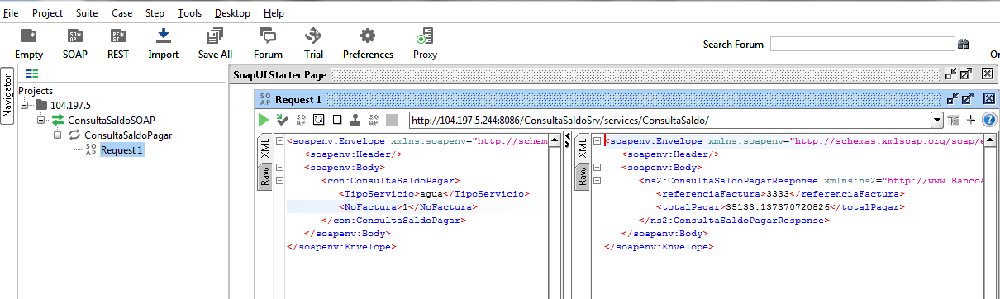 File Project Suite Case Step Tools Desktop Help
Empty SOAP REST Import Save All Forum Trial Preferences Proxy
Search Forum
Or
Navigator
Projects
104.197.5
ConsultaSaldoSOAP
ConsultaSaldoPagar
Request 1
SoapUI Starter Page
Request 1
http://104.197.5.244:8086/ConsultaSaldoSrv/services/ConsultaSaldo/
XML
Raw
<soapenv:Envelope xmlns:soapenv="http://schem
<soapenv:Header/>
<soapenv:Body>
<con:ConsultaSaldoPagar>
<TipoServicio>agua</TipoServicio>
<NoFactura>1</NoFactura>
</con:ConsultaSaldoPagar>
</soapenv:Body>
</soapenv:Envelope>
XML
Raw
<soapenv:Envelope xmlns:soapenv="http://schemas.xmlsoap.org/soap/e
<soapenv:Header/>
<soapenv:Body>
<ns2:ConsultaSaldoPagarResponse xmlns:ns2="http://www.BancoA
<referenciaFactura>3333</referenciaFactura>
<totalPagar>35133.137370720826</totalPagar>
</ns2:ConsultaSaldoPagarResponse>
</soapenv:Body>
</soapenv:Envelope>